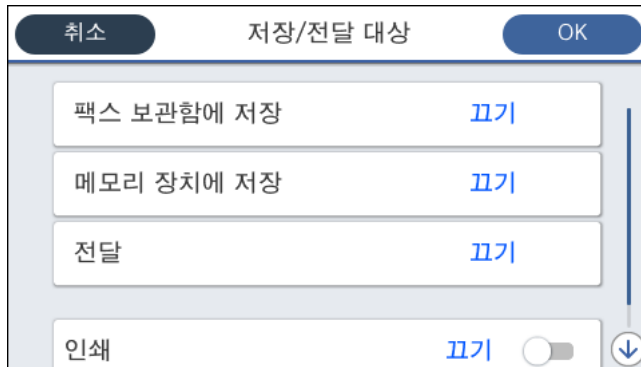 취소 저장/전달 대상 OK
팩스 보관함에 저장 끄기
메모리 장치에 저장 끄기
전달 끄기
인쇄 끄기